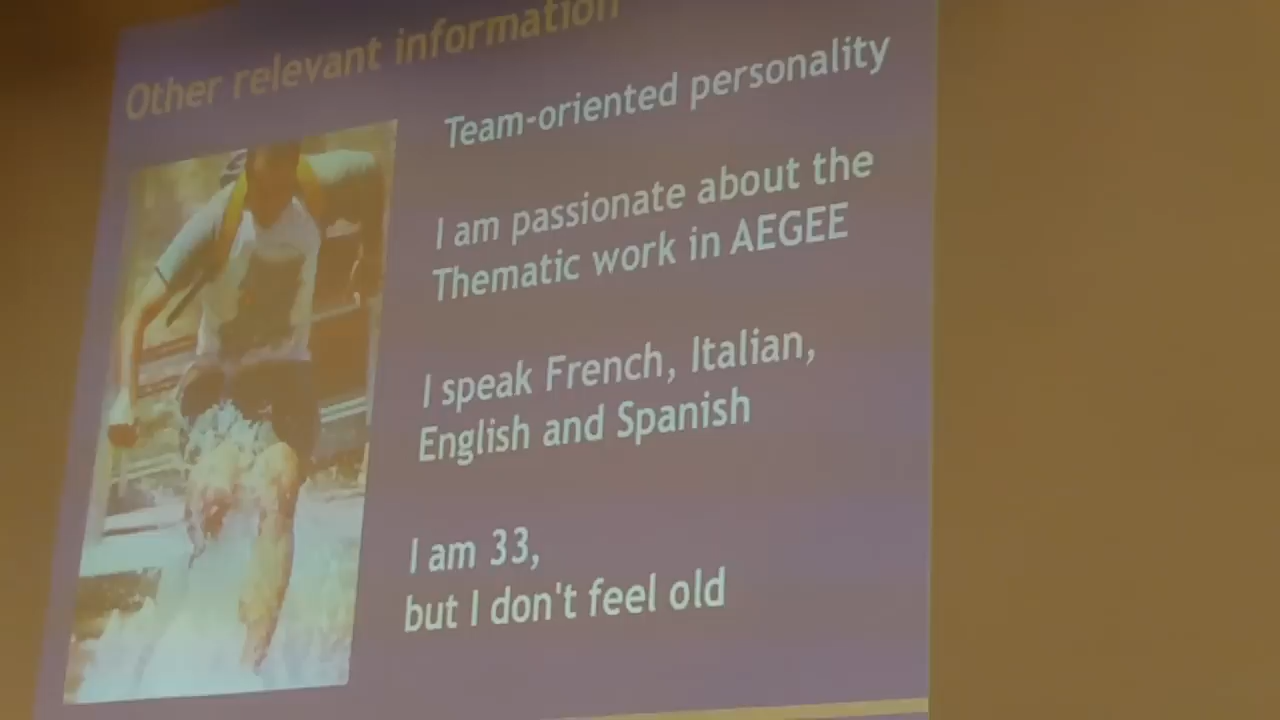 Other relevant information
Team-oriented personality
I am passionate about the
Thematic work in AEGEE
I speak French, Italian,
English and Spanish
I am 33,
but I don't feel old